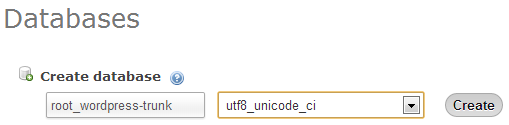 Databases
Create database
root_wordpress-trunk utf8_unicode_ci Create